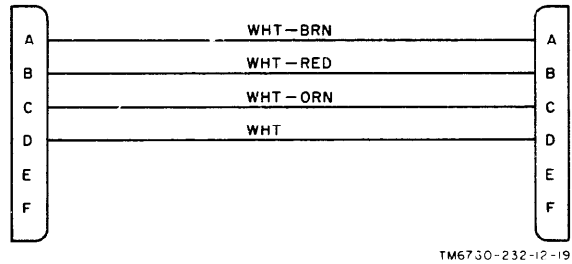 A WHT-BRN A
B WHT-RED B
C WHT-ORN C
D WHT D
E E
F F
TM6730-232-12-19